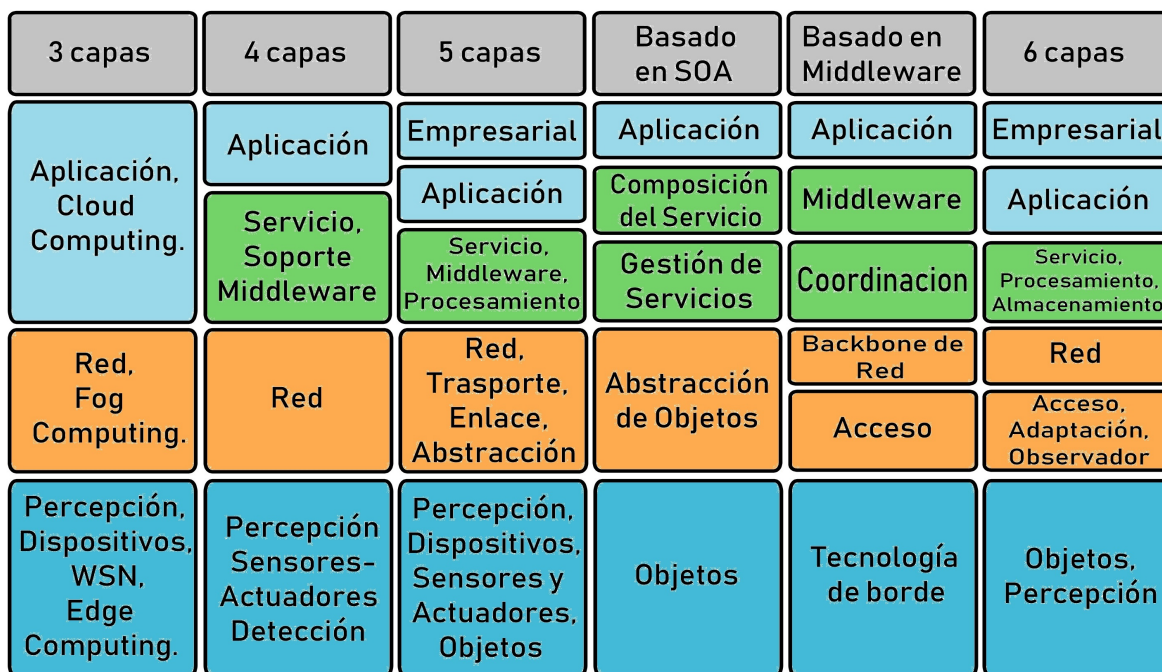 3 capas
4 capas
5 capas
Basado
en SOA
Basado en
Middleware
6 capas
Aplicación,
Cloud
Computing.
Red,
Fog
Computing.
Percepción,
Dispositivos,
WSN,
Edge
Computing.
Aplicación
Servicio,
Soporte
Middleware
Red
Percepción
Sensores-
Actuadores
Detección
Empresarial
Aplicación
Servicio,
Middleware,
Procesamiento
Red,
Trasporte,
Enlace,
Abstracción
Percepción,
Dispositivos,
Sensores y
Actuadores,
Objetos
Aplicación
Composición
del Servicio
Gestión de
Servicios
Abstracción
de Objetos
Objetos
Aplicación
Middleware
Coordinacion
Backbone de
Red
Acceso
Tecnología
de borde
Empresarial
Aplicación
Servicio,
Procesamiento,
Almacenamiento
Red
Acceso,
Adaptación,
Observador
Objetos,
Percepción